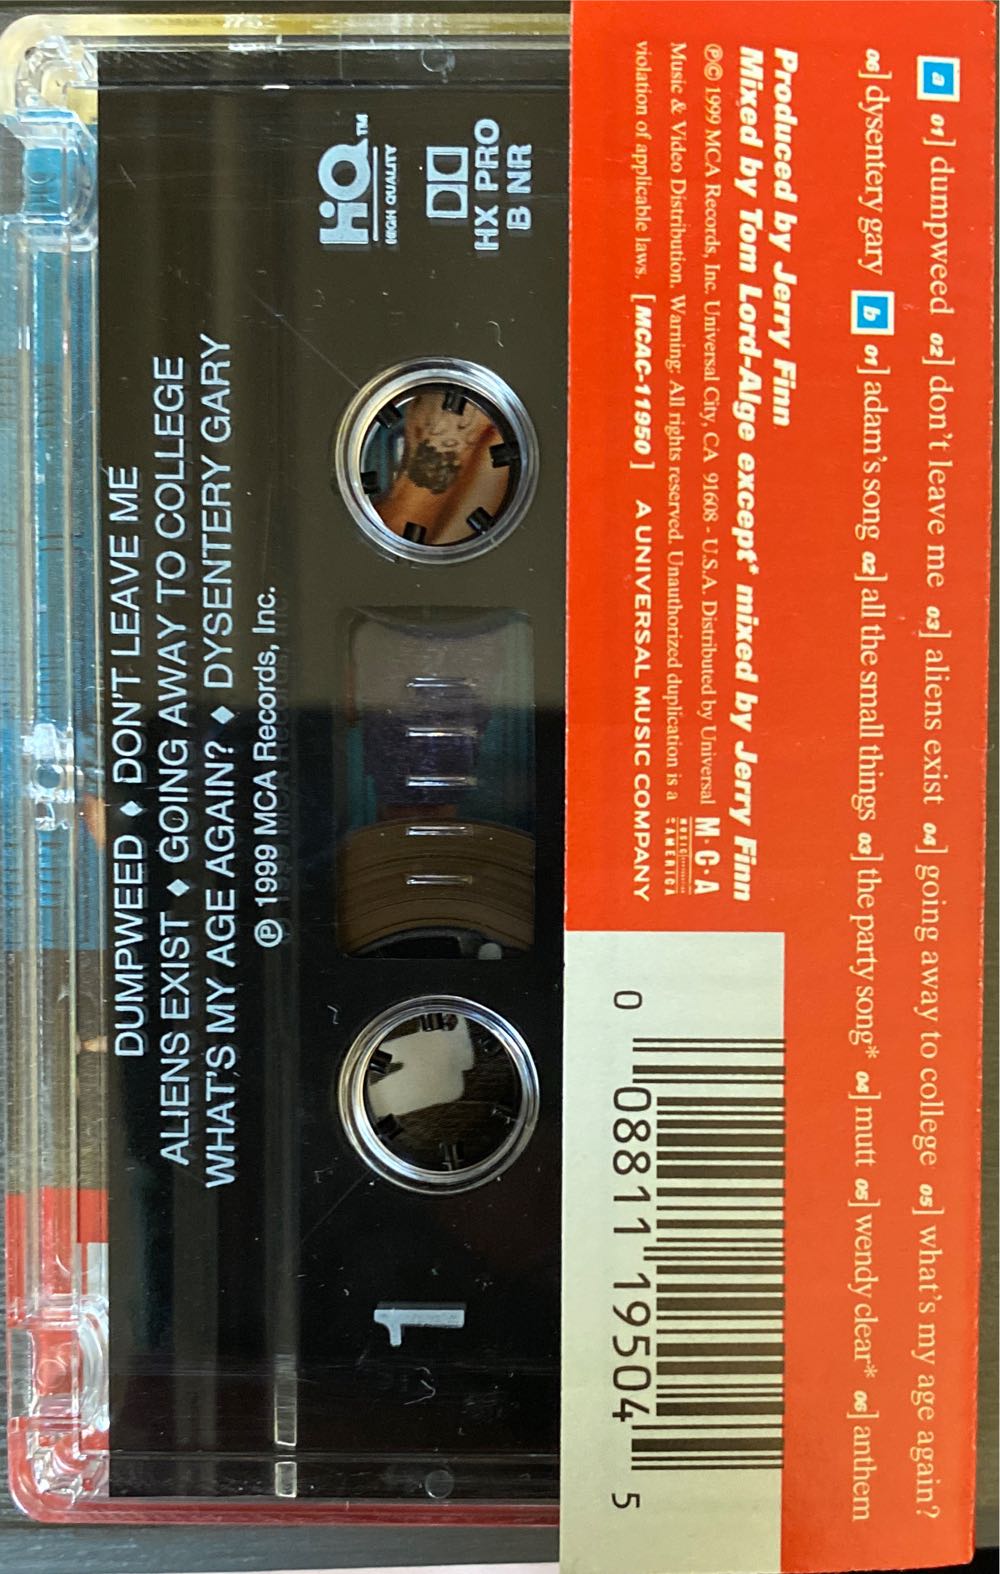 a 01] dumpweed 02] don't leave me 03] aliens exist 04] going away to college 05] what's my age again?
06] dysentery gary b 01] adam's song 02] all the small things 03] the party song* 04] mutt 05] wendy clear* 06] anthem
Produced by Jerry Finn
Mixed by Tom Lord-Alge except* mixed by Jerry Finn
℗© 1999 MCA Records, Inc. Universal City, CA 91608 - U.S.A. Distributed by Universal
Music & Video Distribution. Warning: All rights reserved. Unauthorized duplication is a
violation of applicable laws. [MCAC-11950] A UNIVERSAL MUSIC COMPANY
M·C·A
MUSIC
AMERICA
0 08811 19504 5
HiQ™
HIGH QUALITY
HX PRO
B NR
1
DUMPWEED ♦ DON'T LEAVE ME
ALIENS EXIST ♦ GOING AWAY TO COLLEGE
WHAT'S MY AGE AGAIN? ♦ DYSENTERY GARY
℗ 1999 MCA Records, Inc.